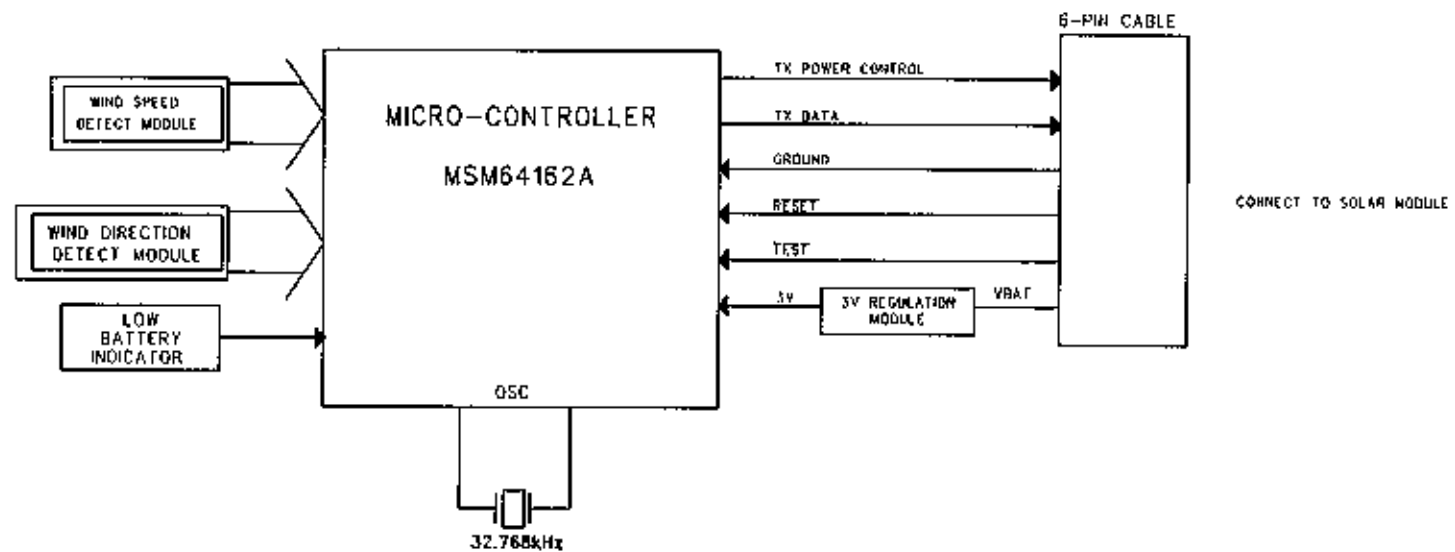 6-PIN CABLE
WIND SPEED
DETECT MODULE
MICRO-CONTROLLER
MSM64162A
TX POWER CONTROL
TX DATA
GROUND
RESET
TEST
3V
3V REGULATION
MODULE
VBAT
CONNECT TO SOLAR MODULE
WIND DIRECTION
DETECT MODULE
LOW
BATTERY
INDICATOR
OSC
32.768kHz